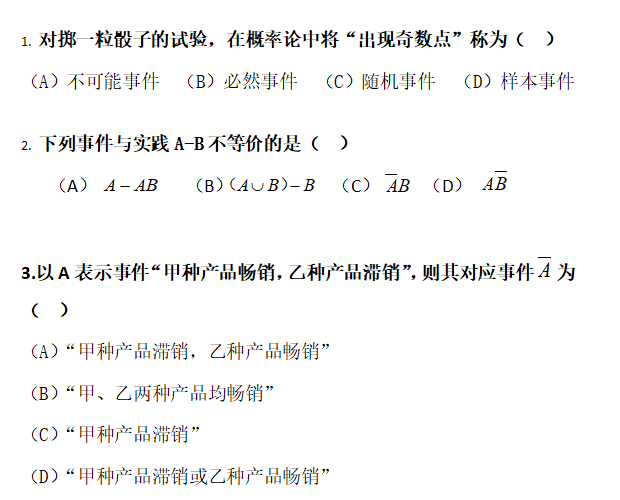 1. 对掷一粒骰子的试验，在概率论中将“出现奇数点”称为（ ）
（A）不可能事件 （B）必然事件 （C）随机事件 （D）样本事件
2. 下列事件与实践 A-B 不等价的是（ ）
（A） A − AB （B）(A∪B)− B （C） A̅B （D） AB̅
3.以 A 表示事件“甲种产品畅销，乙种产品滞销”，则其对应事件 A̅ 为
（ ）
（A）“甲种产品滞销，乙种产品畅销”
（B）“甲、乙两种产品均畅销”
（C）“甲种产品滞销”
（D）“甲种产品滞销或乙种产品畅销”